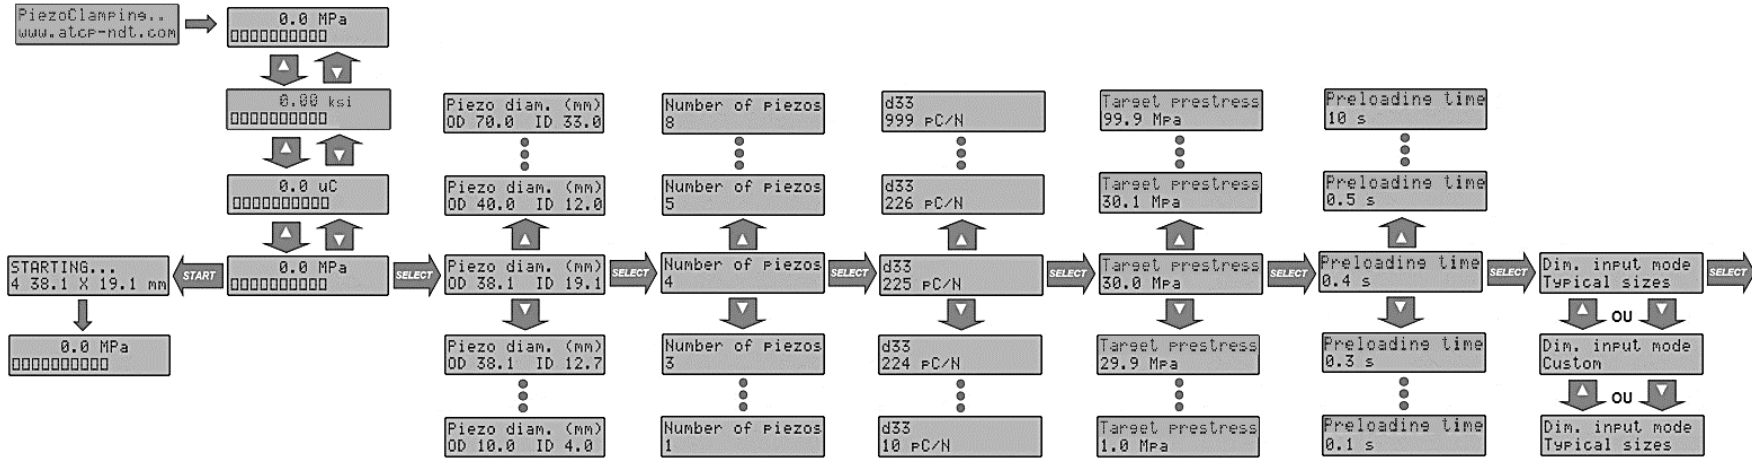 PiezoClamping..
www.atcp-ndt.com
0.0 MPa
0.00 ksi
0.0 uC
0.0 MPa
START
STARTING...
4 38.1 X 19.1 mm
0.0 MPa
SELECT
Piezo diam. (mm)
OD 70.0 ID 33.0
Piezo diam. (mm)
OD 40.0 ID 12.0
Piezo diam. (mm)
OD 38.1 ID 19.1
Piezo diam. (mm)
OD 38.1 ID 12.7
Piezo diam. (mm)
OD 10.0 ID 4.0
SELECT
Number of piezos
8
Number of piezos
5
Number of piezos
4
Number of piezos
3
Number of piezos
1
SELECT
d33
999 pC/N
d33
226 pC/N
d33
225 pC/N
d33
224 pC/N
d33
10 pC/N
SELECT
Target prestress
99.9 Mpa
Target prestress
30.1 Mpa
Target prestress
30.0 Mpa
Target prestress
29.9 Mpa
Target prestress
1.0 Mpa
SELECT
Preloading time
10 s
Preloading time
0.5 s
Preloading time
0.4 s
Preloading time
0.3 s
Preloading time
0.1 s
SELECT
Dim. input mode
Typical sizes
OU
Dim. input mode
Custom
OU
Dim. input mode
Typical sizes
SELECT